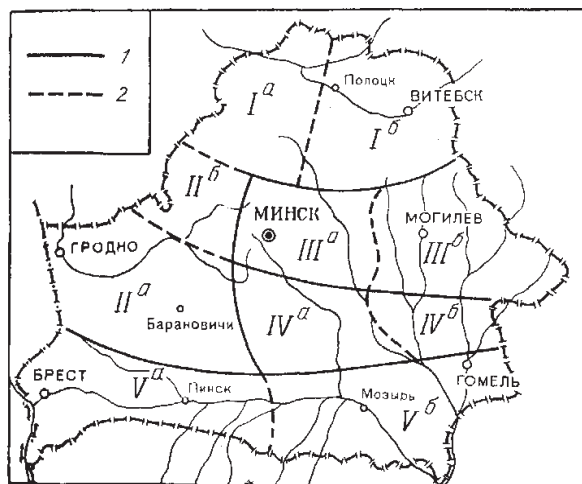 1
2
Iᵃ
Полоцк
ВИТЕБСК
Iᵇ
IIᵇ
МИНСК
МОГИЛЕВ
ГРОДНО
IIIᵃ
IIIᵇ
IIᵃ
Барановичи
IVᵃ
IVᵇ
БРЕСТ
Vᵃ
Пинск
Мозырь
ГОМЕЛЬ
Vᵇ